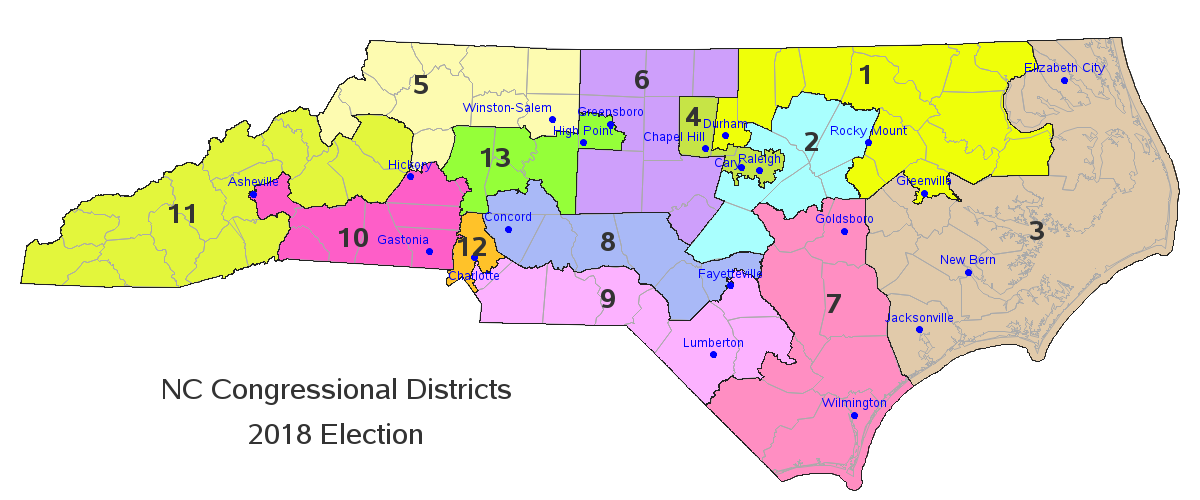 Elizabeth City
1
6
5
Winston-Salem
Greensboro
4
Durham
High Point
Rocky Mount
Chapel Hill
2
13
Cary
Raleigh
Hickory
Asheville
Greenville
11
Concord
Goldsboro
3
10
Gastonia
12
8
New Bern
Charlotte
Fayetteville
9
7
Jacksonville
Lumberton
NC Congressional Districts
Wilmington
2018 Election